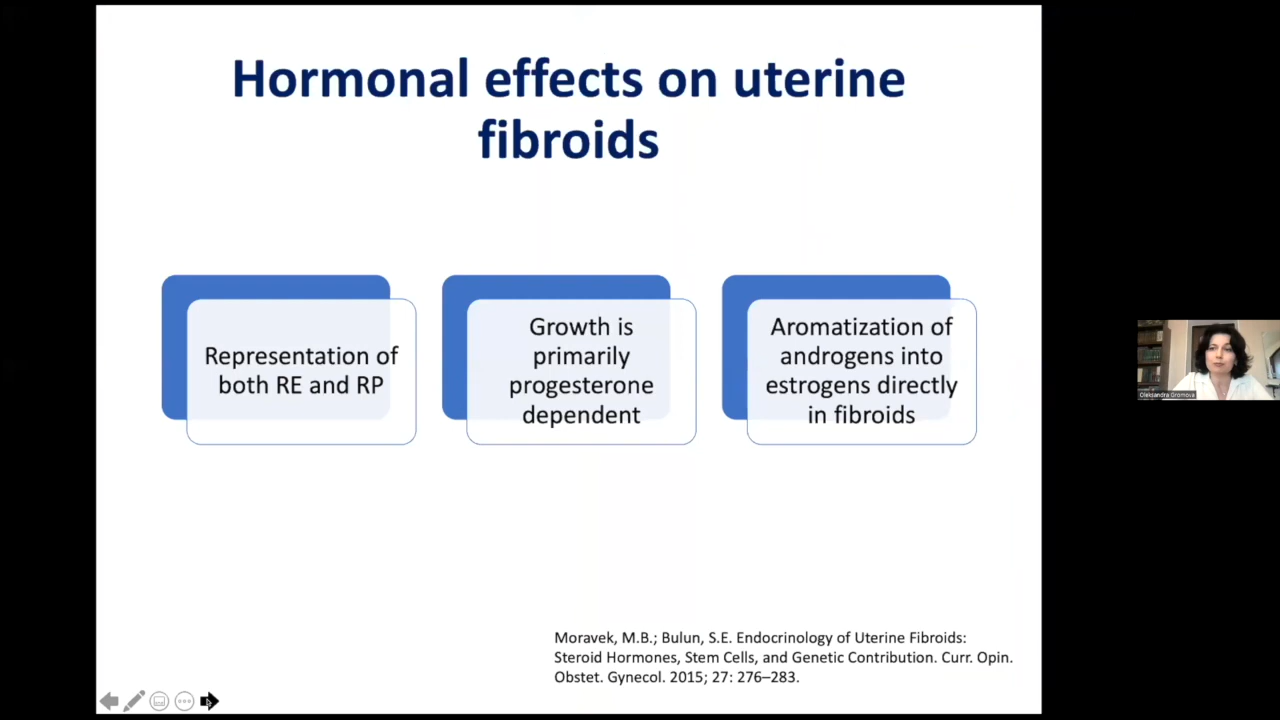 Hormonal effects on uterine
fibroids
Representation of
both RE and RP
Growth is
primarily
progesterone
dependent
Aromatization of
androgens into
estrogens directly
in fibroids
Moravek, M.B.; Bulun, S.E. Endocrinology of Uterine Fibroids:
Steroid Hormones, Stem Cells, and Genetic Contribution. Curr. Opin.
Obstet. Gynecol. 2015; 27: 276–283.
Oleksandra Gromova